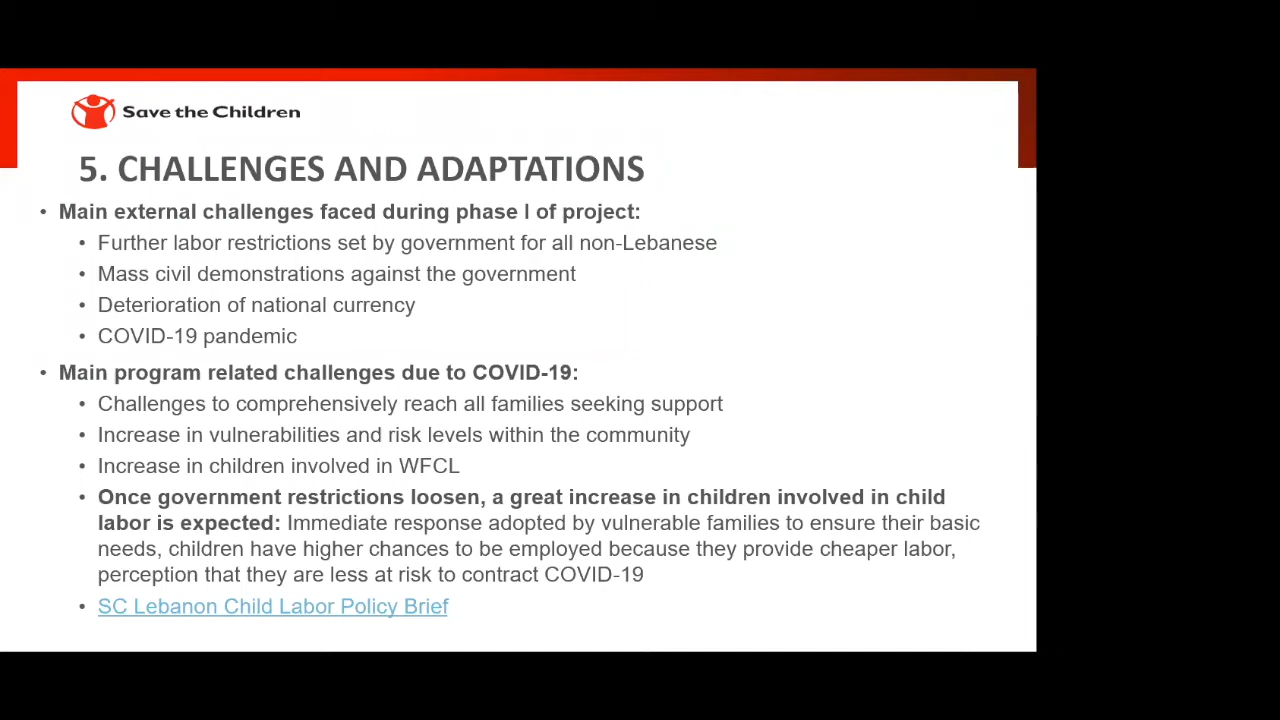 Save the Children
5. CHALLENGES AND ADAPTATIONS
• Main external challenges faced during phase I of project:
• Further labor restrictions set by government for all non-Lebanese
• Mass civil demonstrations against the government
• Deterioration of national currency
• COVID-19 pandemic
• Main program related challenges due to COVID-19:
• Challenges to comprehensively reach all families seeking support
• Increase in vulnerabilities and risk levels within the community
• Increase in children involved in WFCL
• Once government restrictions loosen, a great increase in children involved in child
labor is expected: Immediate response adopted by vulnerable families to ensure their basic
needs, children have higher chances to be employed because they provide cheaper labor,
perception that they are less at risk to contract COVID-19
• SC Lebanon Child Labor Policy Brief